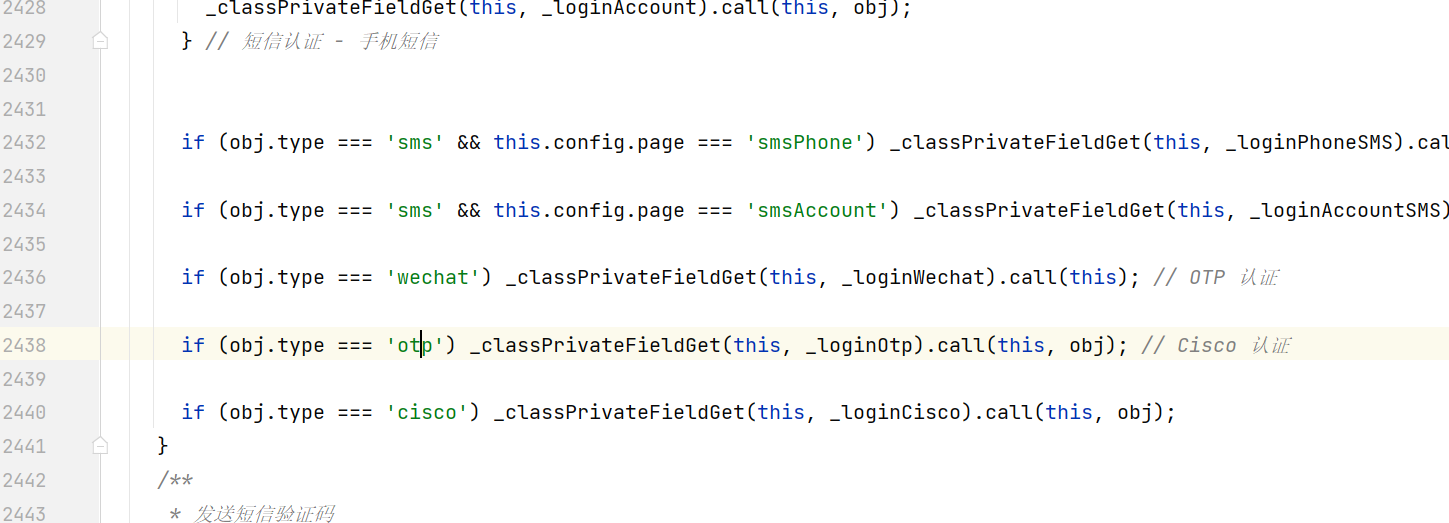 2428 _classPrivateFieldGet(this, _loginAccount).call(this, obj);
2429 } // 短信认证 - 手机短信
2430
2431
2432 if (obj.type === 'sms' && this.config.page === 'smsPhone') _classPrivateFieldGet(this, _loginPhoneSMS).cal
2433
2434 if (obj.type === 'sms' && this.config.page === 'smsAccount') _classPrivateFieldGet(this, _loginAccountSMS)
2435
2436 if (obj.type === 'wechat') _classPrivateFieldGet(this, _loginWechat).call(this); // OTP 认证
2437
2438 if (obj.type === 'otp') _classPrivateFieldGet(this, _loginOtp).call(this, obj); // Cisco 认证
2439
2440 if (obj.type === 'cisco') _classPrivateFieldGet(this, _loginCisco).call(this, obj);
2441 }
2442 /**
2443 * 发送短信验证码